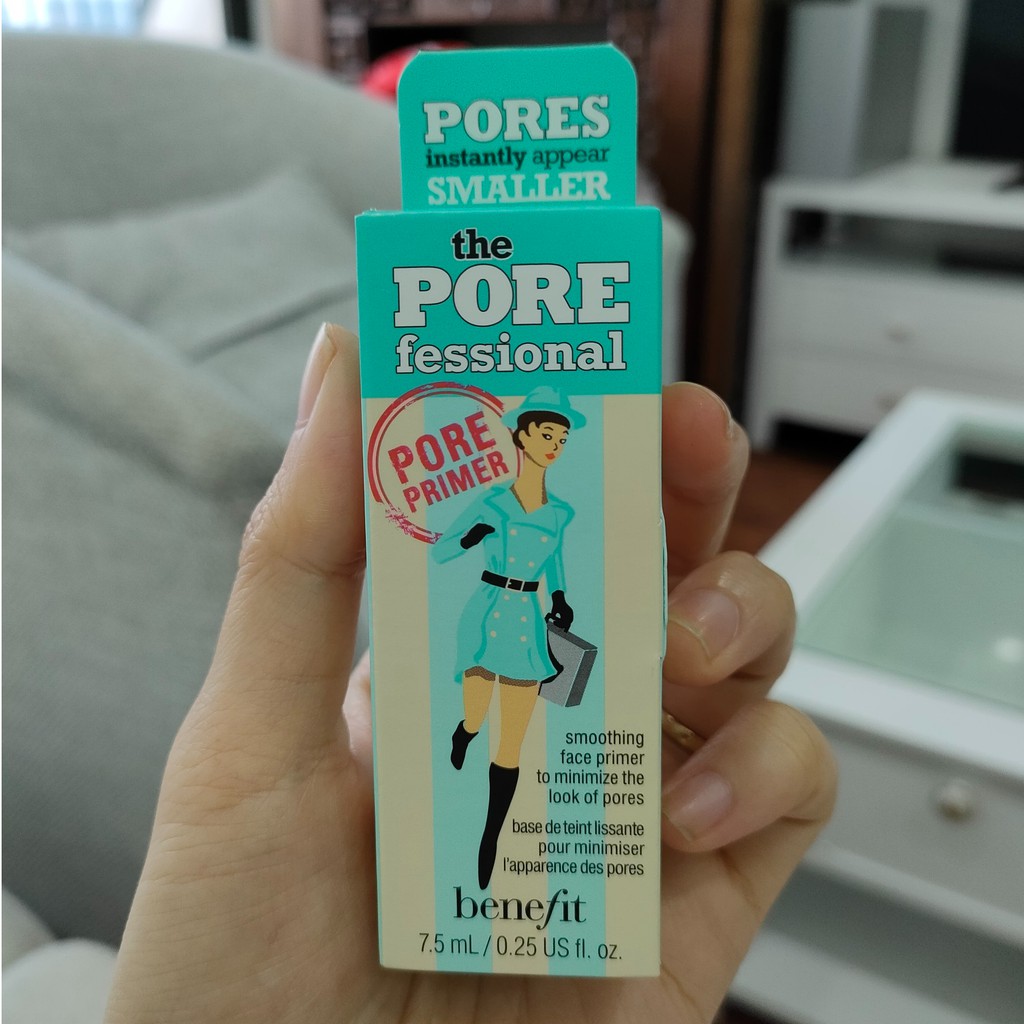 PORES
instantly appear
SMALLER
the
PORE
fessional
PORE
PRIMER
smoothing
face primer
to minimize the
look of pores
base de teint lissante
pour minimiser
l'apparence des pores
benefit
7.5 mL / 0.25 US fl. oz.